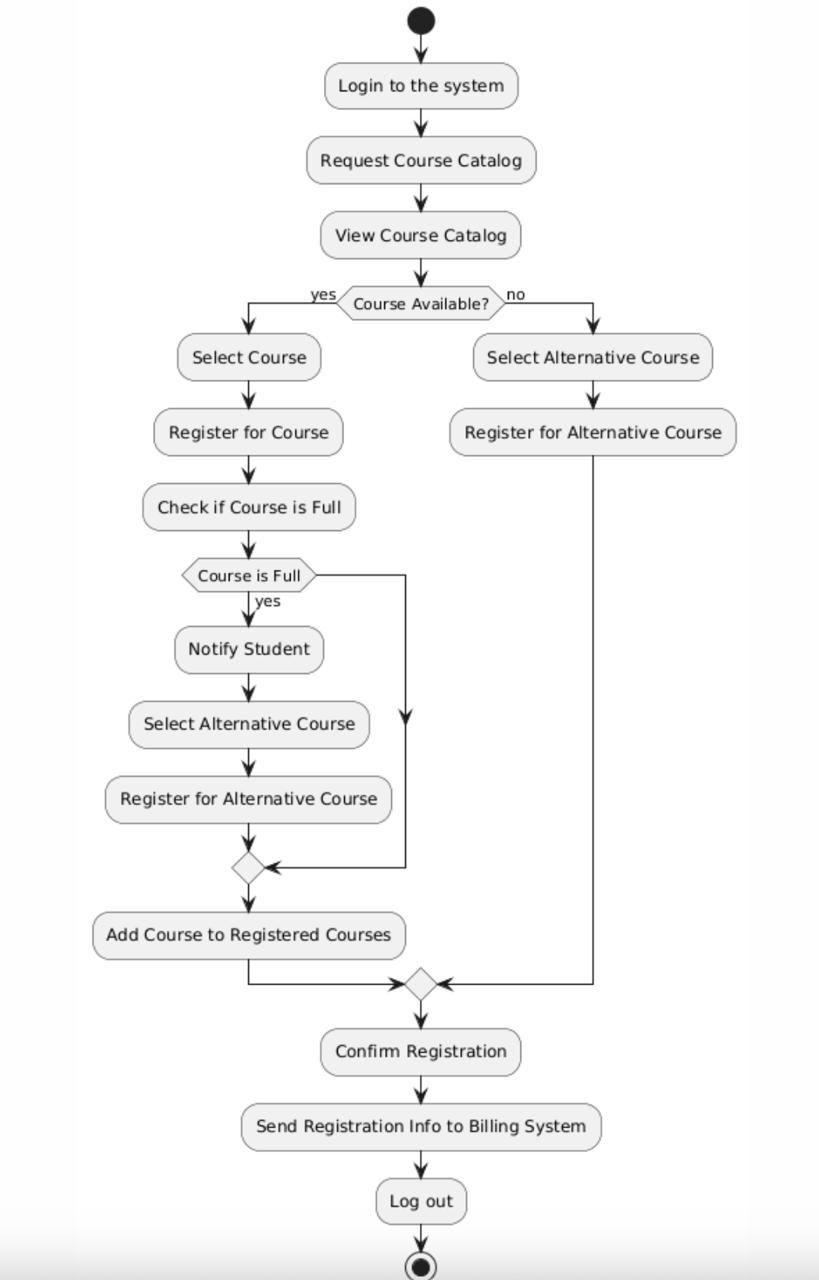 Login to the system
Request Course Catalog
View Course Catalog
yes
Course Available?
no
Select Course
Select Alternative Course
Register for Course
Register for Alternative Course
Check if Course is Full
Course is Full
yes
Notify Student
Select Alternative Course
Register for Alternative Course
Add Course to Registered Courses
Confirm Registration
Send Registration Info to Billing System
Log out